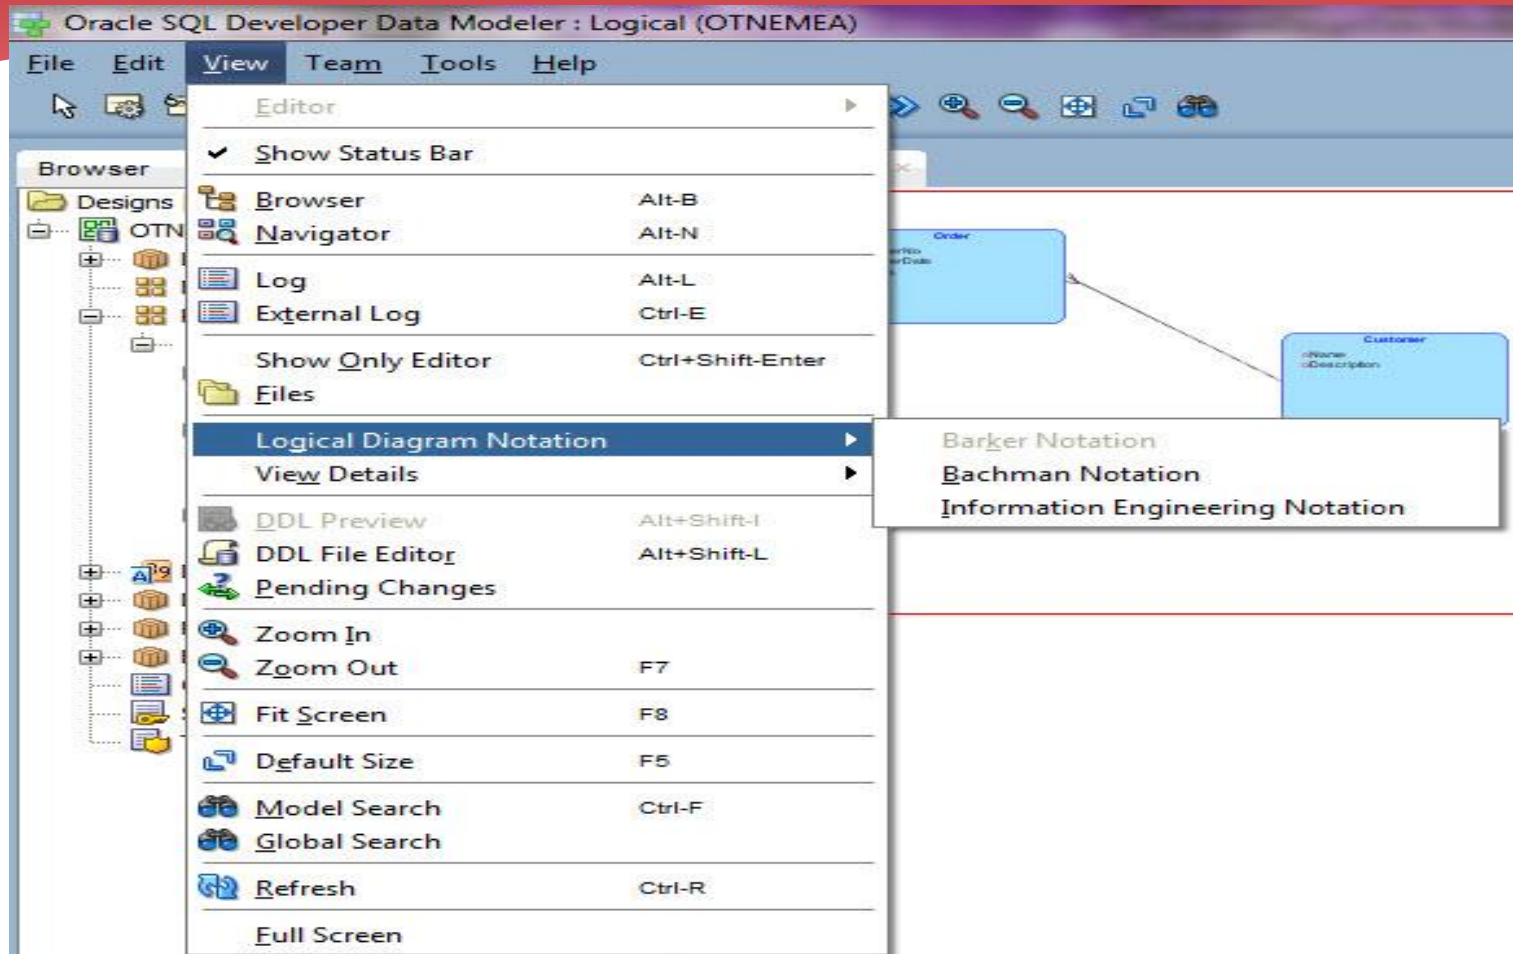 Oracle SQL Developer Data Modeler : Logical (OTNEMEA)
File Edit View Team Tools Help
Editor
Show Status Bar
Browser
Designs
Browser Alt-B
OTN
Navigator Alt-N
Order
Log Alt-L
External Log Ctrl-E
Show Only Editor Ctrl+Shift-Enter
Customer
Name
Description
Files
Logical Diagram Notation
Barker Notation
View Details
Bachman Notation
Information Engineering Notation
DDL Preview Alt+Shift-I
DDL File Editor Alt+Shift-L
Pending Changes
Zoom In
Zoom Out F7
Fit Screen F8
Default Size F5
Model Search Ctrl-F
Global Search
Refresh Ctrl-R
Full Screen